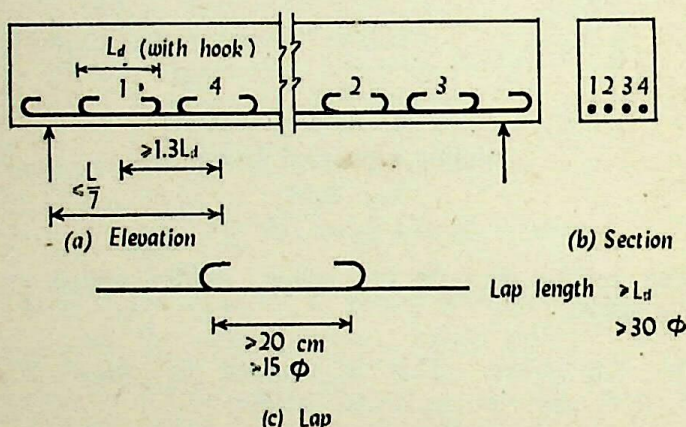 Ld (with hook)
1 4 2 3
1 2 3 4
≥1.3Ld
≤ L/7
(a) Elevation
(b) Section
Lap length ≥Ld
≥30 Φ
≥20 cm
≥15 Φ
(c) Lap